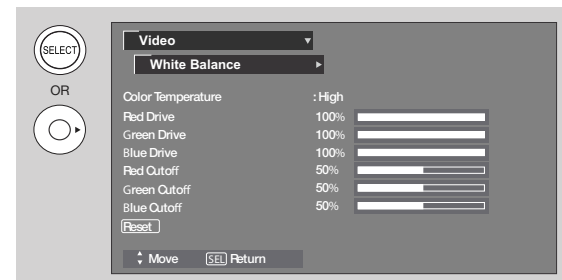 SELECT
OR
Video
White Balance
Color Temperature : High
Red Drive 100%
Green Drive 100%
Blue Drive 100%
Red Cutoff 50%
Green Cutoff 50%
Blue Cutoff 50%
Reset
Move SEL Return